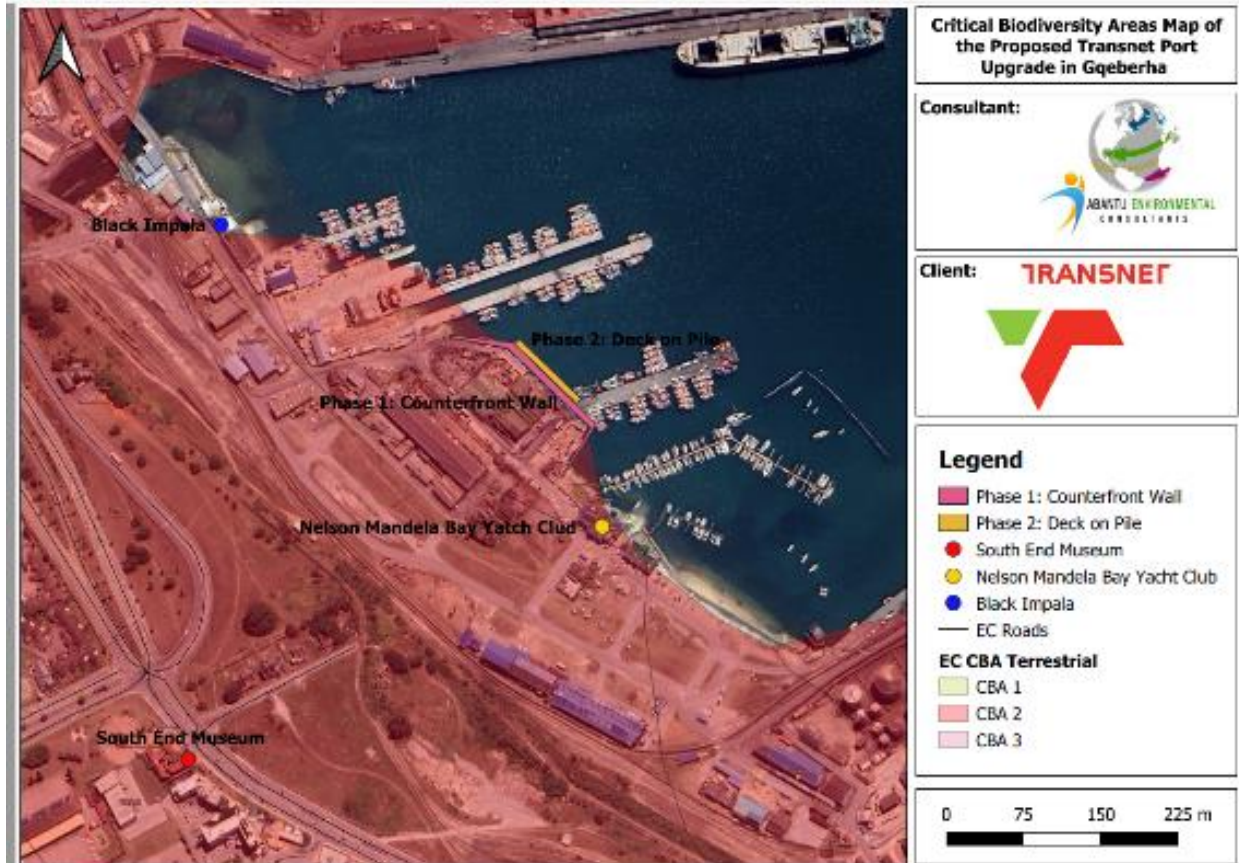 Critical Biodiversity Areas Map of
the Proposed Transnet Port
Upgrade in Gqeberha
Consultant:
ABANTU ENVIRONMENTAL
CONSULTANTS
Client:
TRANSNET
Black Impala
Phase 2: Deck on Pile
Phase 1: Counterfront Wall
Nelson Mandela Bay Yatch Clud
South End Museum
Legend
Phase 1: Counterfront Wall
Phase 2: Deck on Pile
South End Museum
Nelson Mandela Bay Yacht Club
Black Impala
EC Roads
EC CBA Terrestrial
CBA 1
CBA 2
CBA 3
0 75 150 225 m